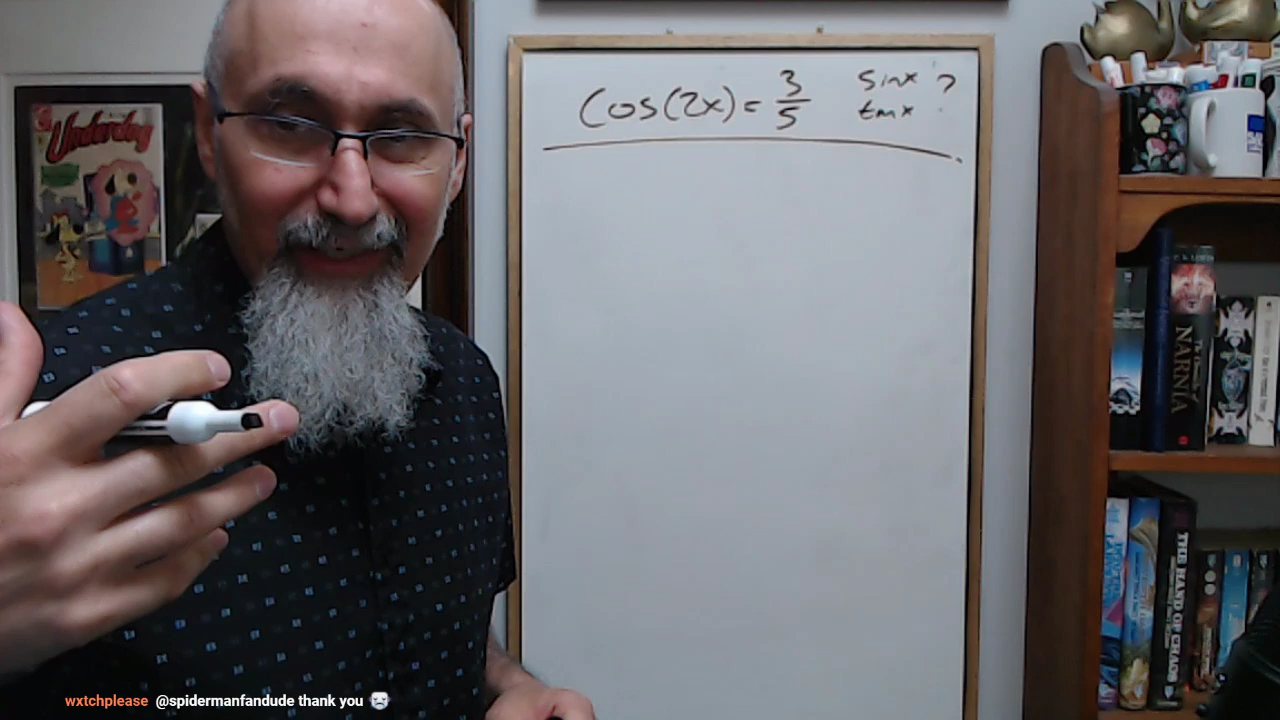 Underdog
Cos(2x) = 3/5 sinx ?
tanx
NARNIA
THE HAND OF CHAOS
wxtchplease @spidermanfandude thank you